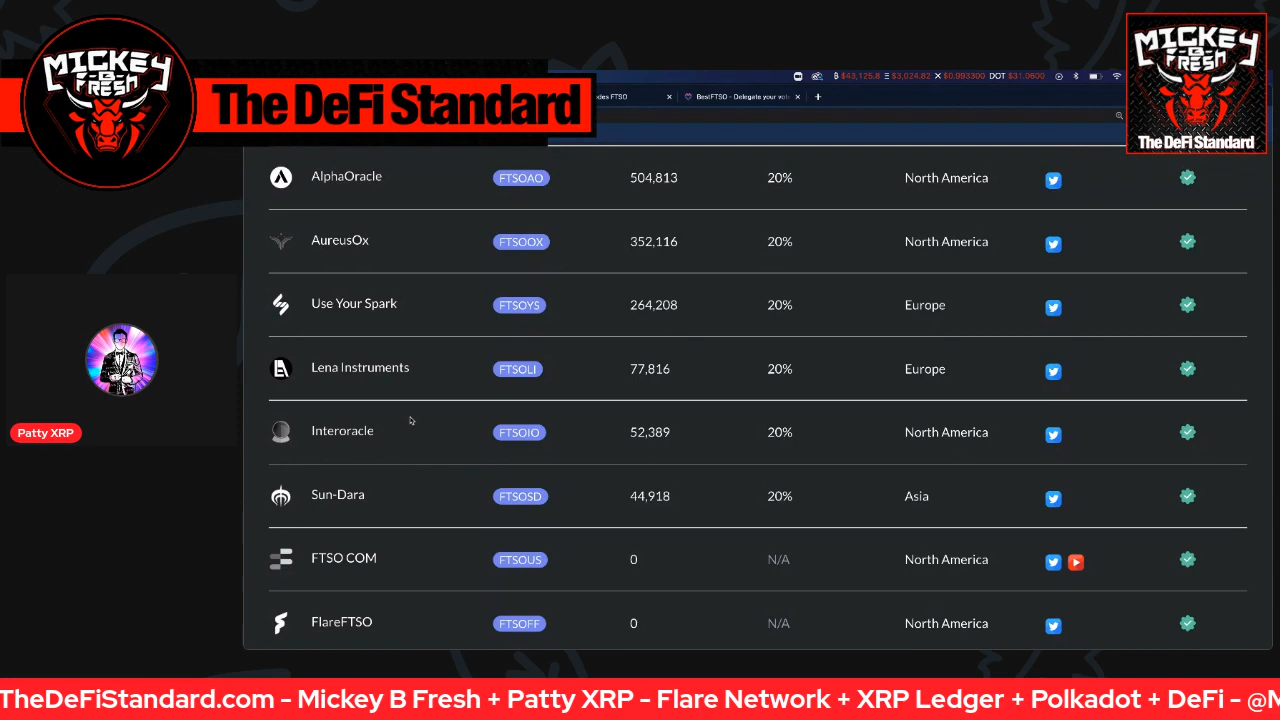 MICKEY
-B-
FRESH
The DeFi Standard
₿ $43,125.8 Ξ $3,024.82 X $0.993300 DOT $31.0600
odes FTSO
BestFTSO - Delegate your vot
MICKEY
-B-
FRESH
The DeFi Standard
AlphaOracle FTSOAO 504,813 20% North America
AureusOx FTSOOX 352,116 20% North America
Use Your Spark FTSOYS 264,208 20% Europe
Lena Instruments FTSOLI 77,816 20% Europe
Interoracle FTSOIO 52,389 20% North America
Sun-Dara FTSOSD 44,918 20% Asia
FTSO COM FTSOUS 0 N/A North America
FlareFTSO FTSOFF 0 N/A North America
Patty XRP
TheDeFiStandard.com - Mickey B Fresh + Patty XRP - Flare Network + XRP Ledger + Polkadot + DeFi - @M